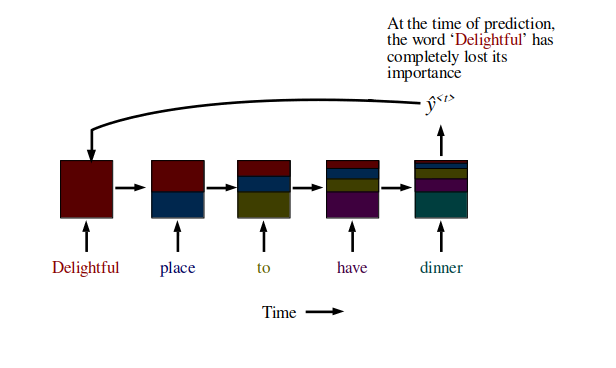 At the time of prediction,
the word ‘Delightful’ has
completely lost its
importance
ŷ<t>
Delightful place to have dinner
Time